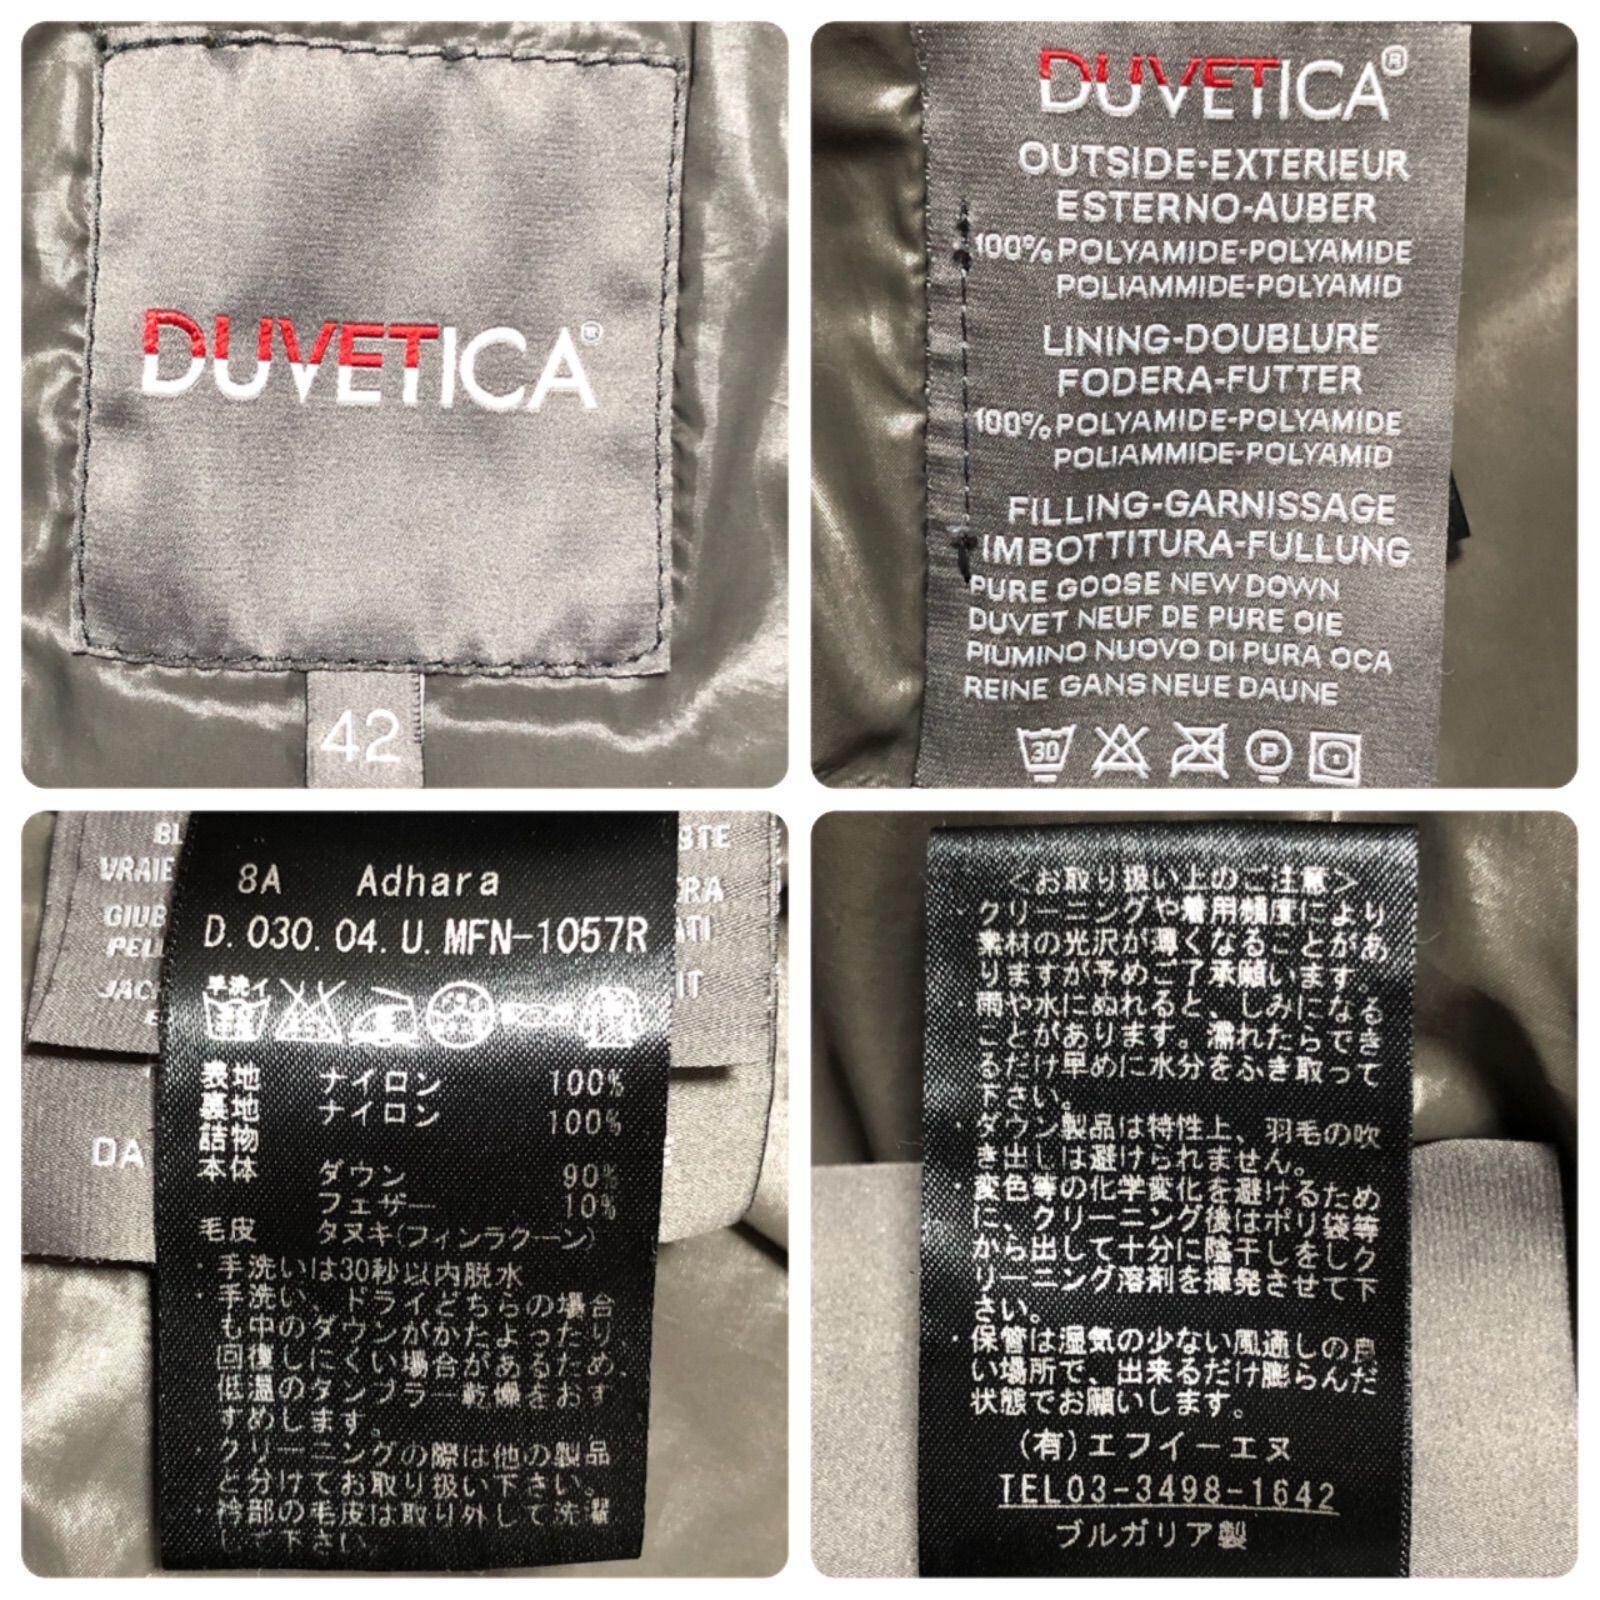 DUVETICA®
42
DUVETICA®
OUTSIDE-EXTERIEUR
ESTERNO-AUBER
100% POLYAMIDE-POLYAMIDE
POLIAMMIDE-POLYAMID
LINING-DOUBLURE
FODERA-FUTTER
100% POLYAMIDE-POLYAMIDE
POLIAMMIDE-POLYAMID
FILLING-GARNISSAGE
IMBOTTITURA-FULLUNG
PURE GOOSE NEW DOWN
DUVET NEUF DE PURE OIE
PIUMINO NUOVO DI PURA OCA
REINE GANS NEUE DAUNE
30
P
VRAIE
GIUB
PELL
JAC
DA
8A Adhara
D.030.04.U.MFN-1057R
手洗イ
表地 ナイロン 100%
裏地 ナイロン 100%
詰物
本体 ダウン 90%
フェザー 10%
毛皮 タヌキ(フィンラクーン)
・手洗いは30秒以内脱水
・手洗い、ドライどちらの場合
も中のダウンがかたよったり
回復しにくい場合があるため、
低温のタンブラー乾燥をおす
すめします。
・クリーニングの際は他の製品
と分けてお取り扱い下さい。
・衿部の毛皮は取り外して洗濯
して下さい。
<お取り扱い上のご注意>
・クリーニングや着用頻度により
素材の光沢が薄くなることがあ
りますが予めご了承願います。
・雨や水にぬれると、しみになる
ことがあります。濡れたらでき
るだけ早めに水分をふき取って
下さい。
・ダウン製品は特性上、羽毛の吹
き出しは避けられません。
・変色等の化学変化を避けるため
に、クリーニング後はポリ袋等
から出して十分に陰干しをしク
リーニング溶剤を揮発させて下
さい。
・保管は湿気の少ない風通しの良
い場所で、出来るだけ膨らんだ
状態でお願いします。
(有)エフイーエヌ
TEL03-3498-1642
ブルガリア製